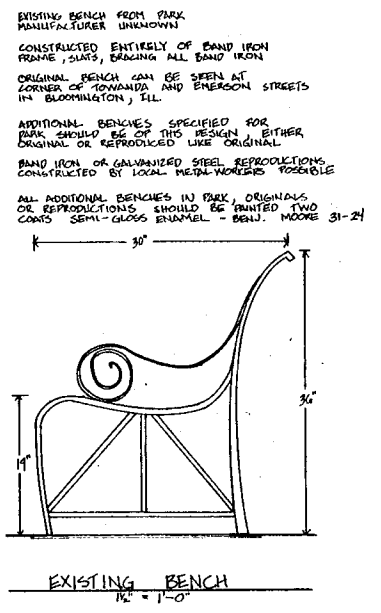 EXISTING BENCH FROM PARK
MANUFACTURER UNKNOWN
CONSTRUCTED ENTIRELY OF BAND IRON
FRAME, SLATS, BRACING ALL BAND IRON
ORIGINAL BENCH CAN BE SEEN AT
CORNER OF TOWANDA AND EMERSON STREETS
IN BLOOMINGTON, ILL.
ADDITIONAL BENCHES SPECIFIED FOR
PARK SHOULD BE OF THIS DESIGN, EITHER
ORIGINAL OR REPRODUCED LIKE ORIGINAL
BAND IRON OR GALVANIZED STEEL REPRODUCTIONS
CONSTRUCTED BY LOCAL METAL WORKERS POSSIBLE
ALL ADDITIONAL BENCHES IN PARK, ORIGINALS
OR REPRODUCTIONS SHOULD BE PAINTED TWO
COATS SEMI-GLOSS ENAMEL - BENJ. MOORE 31-24
30"
36"
19"
EXISTING BENCH
1½" = 1'-0"